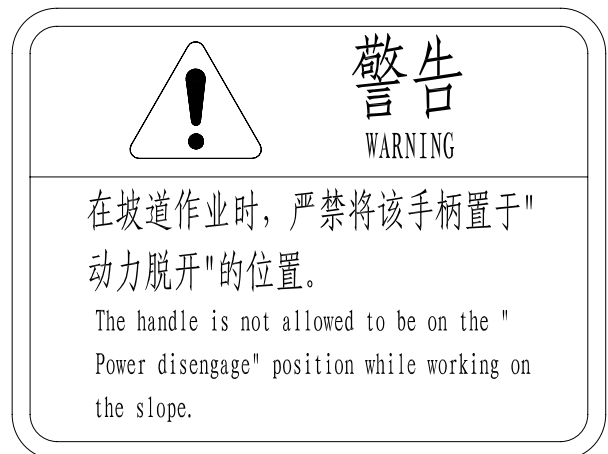 警告
WARNING
在坡道作业时，严禁将该手柄置于"
动力脱开"的位置。
The handle is not allowed to be on the "
Power disengage" position while working on
the slope.